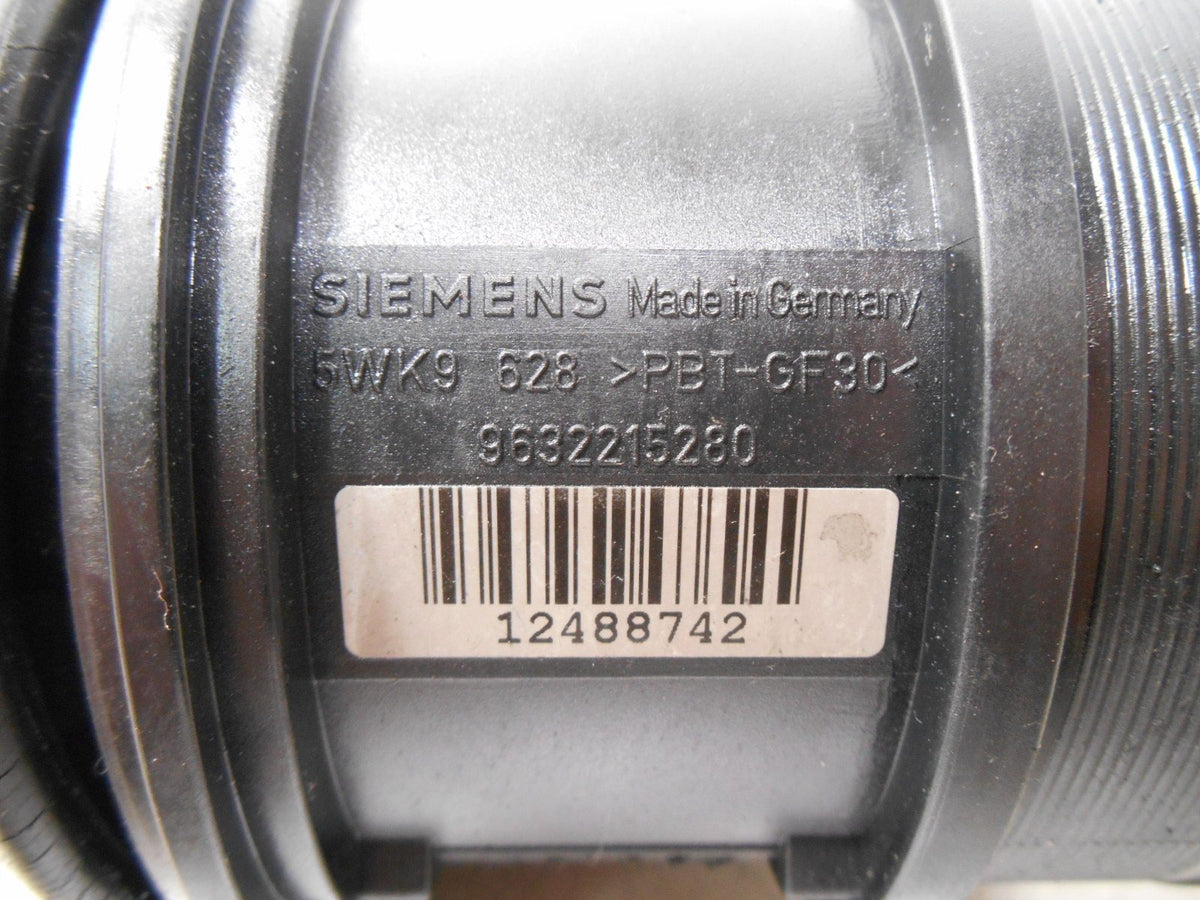 SIEMENS Made in Germany
5WK9 628 >PBT-GF30<
9632215280
12488742